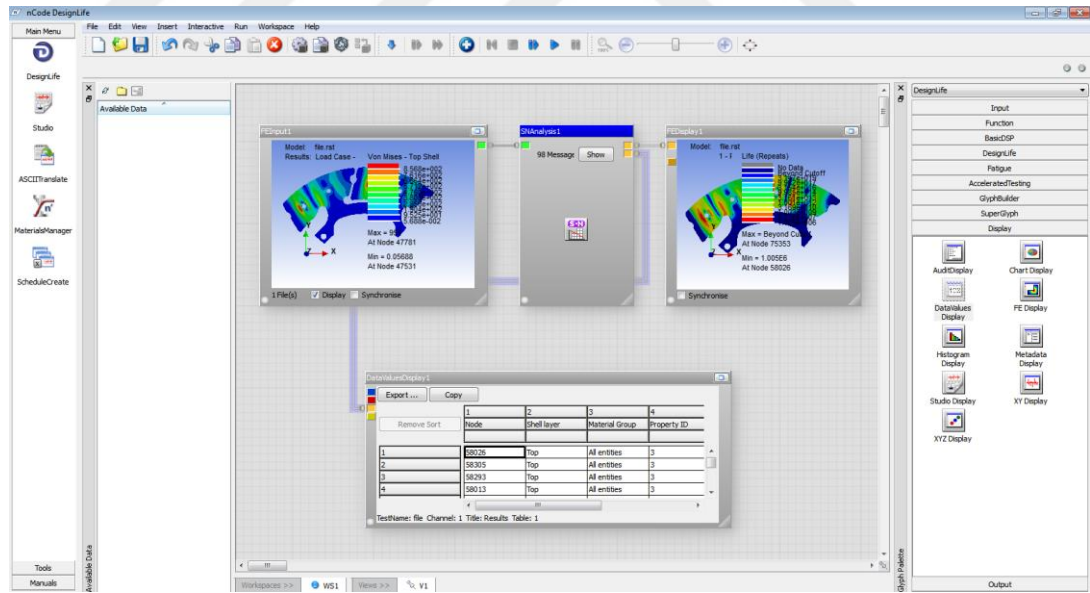 nCode DesignLife
Main Menu
File Edit View Insert Interactive Run Workspace Help
DesignLife
Studio
ASCIITranslate
MaterialsManager
ScheduleCreate
Tools
Manuals
Available Data
Available Data
FEInput1
Model: file.rst
Results: Load Case - Von Mises - Top Shell
Max = 95
At Node 47781
Min = 0.05688
At Node 47531
1 File(s) Display Synchronise
SNAnalysis1
98 Message Show
S-N
FEDisplay1
Model: file.rst
Life (Repeats)
No Data
Beyond Cutoff
Max = Beyond
At Node 75353
Min = 1.005E6
At Node 58026
Synchronise
DataValuesDisplay1
Export ... Copy
Remove Sort
1 2 3 4
Node Shell layer Material Group Property ID
1 58026 Top All entities 3
2 58305 Top All entities 3
3 58293 Top All entities 3
4 58013 Top All entities 3
TestName: file Channel: 1 Title: Results Table: 1
Workspaces >> WS1 Views >> V1
Glyph Palette
DesignLife
Input
Function
BasicDSP
DesignLife
Fatigue
AcceleratedTesting
GlyphBuilder
SuperGlyph
Display
AuditDisplay Chart Display
DataValues Display FE Display
Histogram Display Metadata Display
Studio Display XY Display
XYZ Display
Output